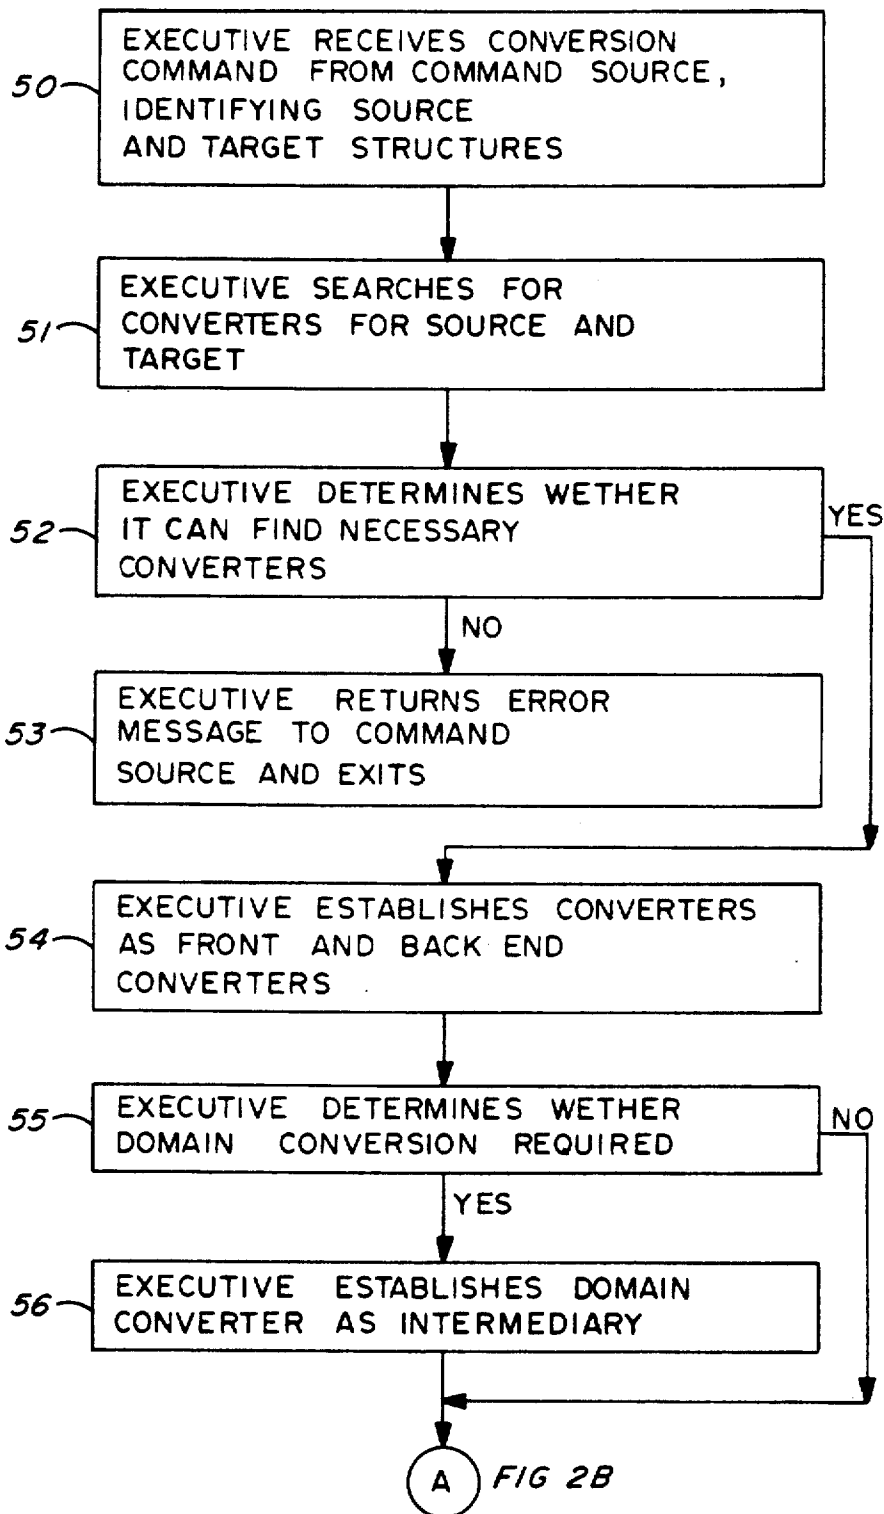 EXECUTIVE RECEIVES CONVERSION
COMMAND FROM COMMAND SOURCE,
50
IDENTIFYING SOURCE
AND TARGET STRUCTURES
EXECUTIVE SEARCHES FOR
51
CONVERTERS FOR SOURCE AND
TARGET
EXECUTIVE DETERMINES WETHER
YES
52
IT CAN FIND NECESSARY
CONVERTERS
NO
EXECUTIVE RETURNS ERROR
53
MESSAGE TO COMMAND
SOURCE AND EXITS
EXECUTIVE ESTABLISHES CONVERTERS
54
AS FRONT AND BACK END
CONVERTERS
55
EXECUTIVE DETERMINES WETHER
NO
DOMAIN CONVERSION REQUIRED
YES
56
EXECUTIVE ESTABLISHES DOMAIN
CONVERTER AS INTERMEDIARY
A FIG 2B